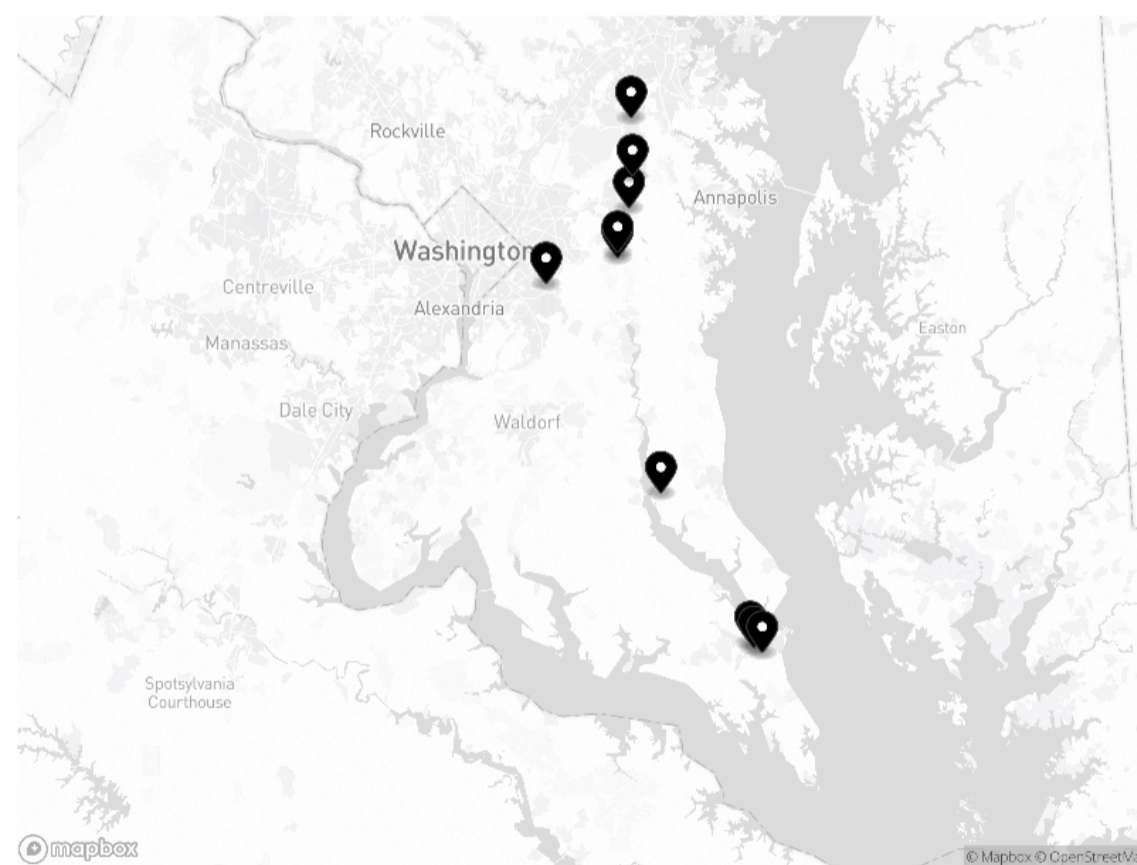 Rockville
Annapolis
Washington
Centreville
Alexandria
Easton
Manassas
Dale City
Waldorf
Spotsylvania
Courthouse
mapbox
© Mapbox © OpenStreetM